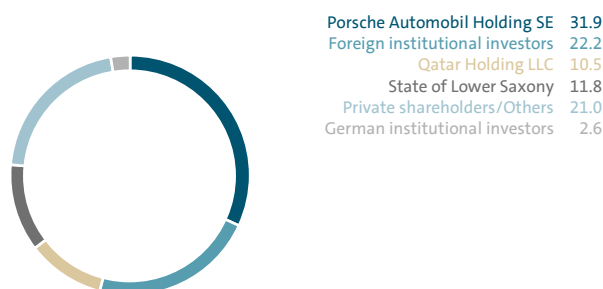 Porsche Automobil Holding SE 31.9
Foreign institutional investors 22.2
Qatar Holding LLC 10.5
State of Lower Saxony 11.8
Private shareholders/Others 21.0
German institutional investors 2.6